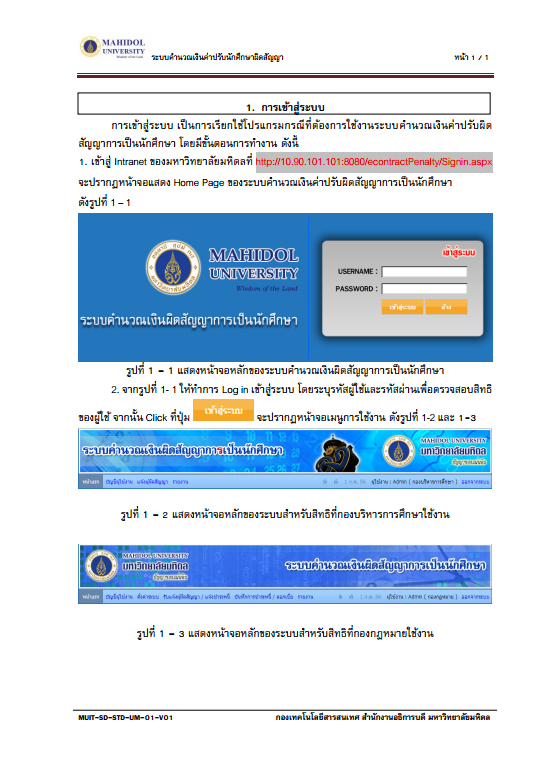 MAHIDOL
UNIVERSITY
Wisdom of the Land
ระบบคำนวณเงินค่าปรับนักศึกษาผิดสัญญา
หน้า 1 / 1
1. การเข้าสู่ระบบ
การเข้าสู่ระบบ เป็นการเรียกใช้โปรแกรมกรณีที่ต้องการใช้งานระบบคำนวณเงินค่าปรับผิด
สัญญาการเป็นนักศึกษา โดยมีขั้นตอนการทำงาน ดังนี้
1. เข้าสู่ Intranet ของมหาวิทยาลัยมหิดลที่ http://10.90.101.101:8080/econtractPenalty/Signin.aspx
จะปรากฏหน้าจอแสดง Home Page ของระบบคำนวณเงินค่าปรับผิดสัญญาการเป็นนักศึกษา
ดังรูปที่ 1 – 1
MAHIDOL
UNIVERSITY
Wisdom of the Land
ระบบคำนวณเงินผิดสัญญาการเป็นนักศึกษา
เข้าสู่ระบบ
USERNAME :
PASSWORD :
เข้าสู่ระบบ ล้าง
รูปที่ 1 – 1 แสดงหน้าจอหลักของระบบคำนวณเงินผิดสัญญาการเป็นนักศึกษา
2. จากรูปที่ 1- 1 ให้ทำการ Log in เข้าสู่ระบบ โดยระบุรหัสผู้ใช้และรหัสผ่านเพื่อตรวจสอบสิทธิ
ของผู้ใช้ จากนั้น Click ที่ปุ่ม เข้าสู่ระบบ จะปรากฏหน้าจอเมนูการใช้งาน ดังรูปที่ 1-2 และ 1-3
ระบบคำนวณเงินผิดสัญญาการเป็นนักศึกษา
MAHIDOL UNIVERSITY
มหาวิทยาลัยมหิดล
ปัญญาของแผ่นดิน
หน้าแรก บัญชีผู้ใช้งาน แจ้งผู้ผิดสัญญา รายงาน
ผู้ใช้งาน : Admin ( กองบริหารการศึกษา ) ออกจากระบบ
รูปที่ 1 – 2 แสดงหน้าจอหลักของระบบสำหรับสิทธิที่กองบริหารการศึกษาใช้งาน
MAHIDOL UNIVERSITY
มหาวิทยาลัยมหิดล
ปัญญาของแผ่นดิน
ระบบคำนวณเงินผิดสัญญาการเป็นนักศึกษา
หน้าแรก บัญชีผู้ใช้งาน ตั้งค่าระบบ รับแจ้งผู้ผิดสัญญา / แจ้งชำระหนี้ บันทึกการชำระหนี้ / ดอกเบี้ย รายงาน
ผู้ใช้งาน : Admin ( กองกฎหมาย ) ออกจากระบบ
รูปที่ 1 – 3 แสดงหน้าจอหลักของระบบสำหรับสิทธิที่กองกฎหมายใช้งาน
MUIT-SD-STD-UM-01-V01
กองเทคโนโลยีสารสนเทศ สำนักงานอธิการบดี มหาวิทยาลัยมหิดล